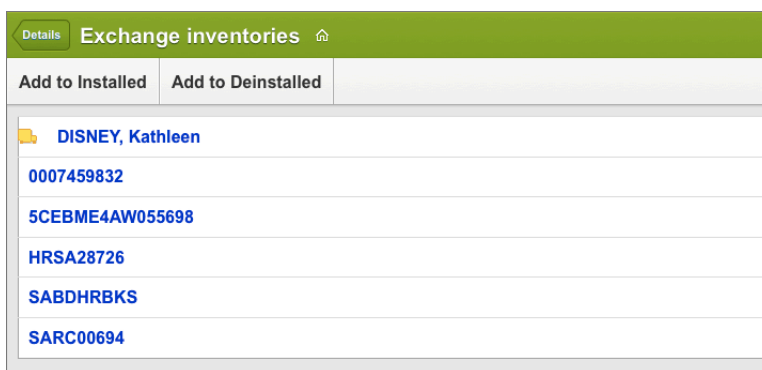 Details Exchange inventories
Add to Installed Add to Deinstalled
DISNEY, Kathleen
0007459832
5CEBME4AW055698
HRSA28726
SABDHRBKS
SARC00694